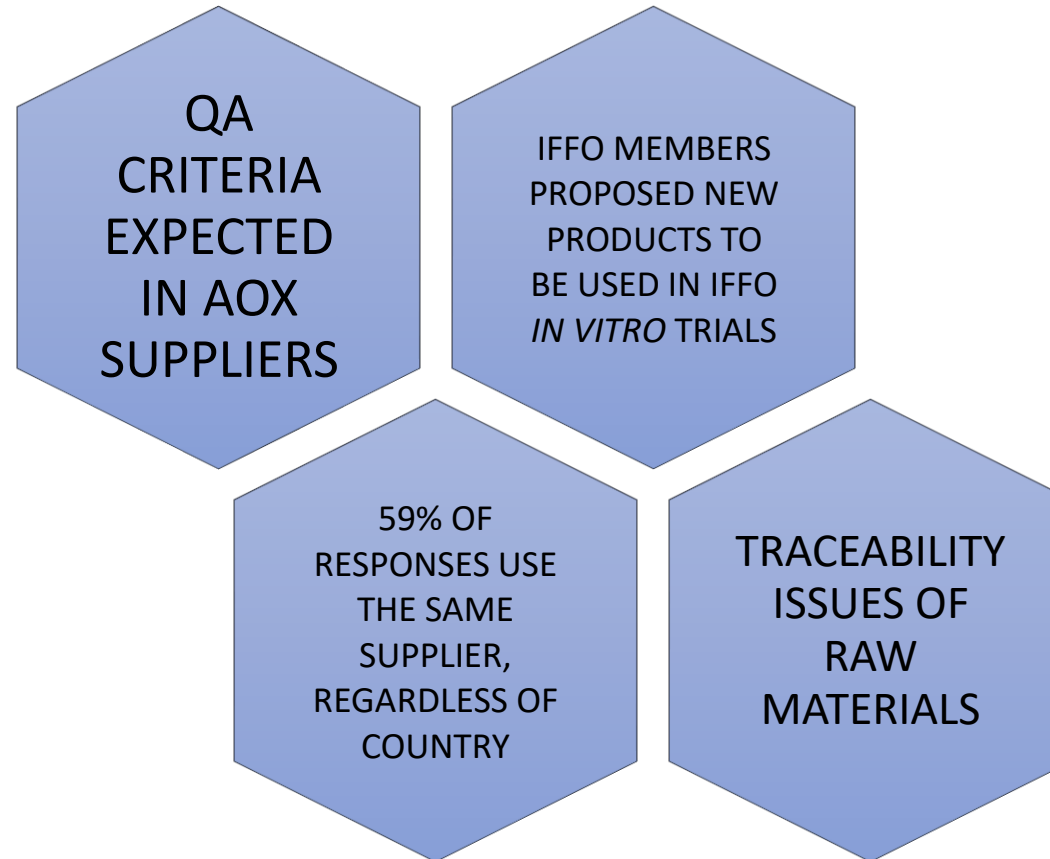 QA
CRITERIA
EXPECTED
IN AOX
SUPPLIERS
IFFO MEMBERS
PROPOSED NEW
PRODUCTS TO
BE USED IN IFFO
IN VITRO TRIALS
59% OF
RESPONSES USE
THE SAME
SUPPLIER,
REGARDLESS OF
COUNTRY
TRACEABILITY
ISSUES OF
RAW
MATERIALS